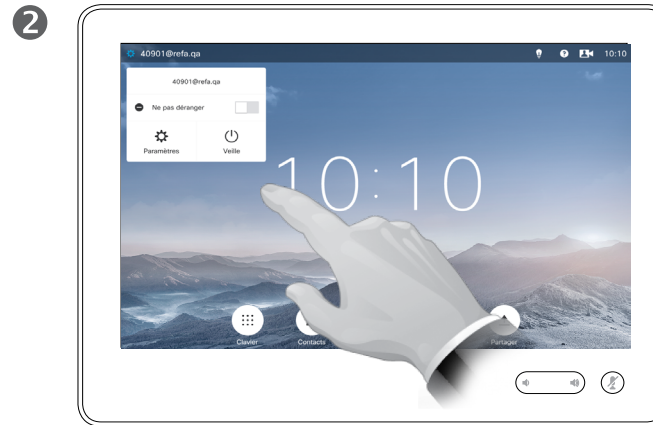 2
40901@refa.qa
10:10
40901@refa.qa
Ne pas déranger
Paramètres
Veille
10:10
Clavier
Contacts
Partager